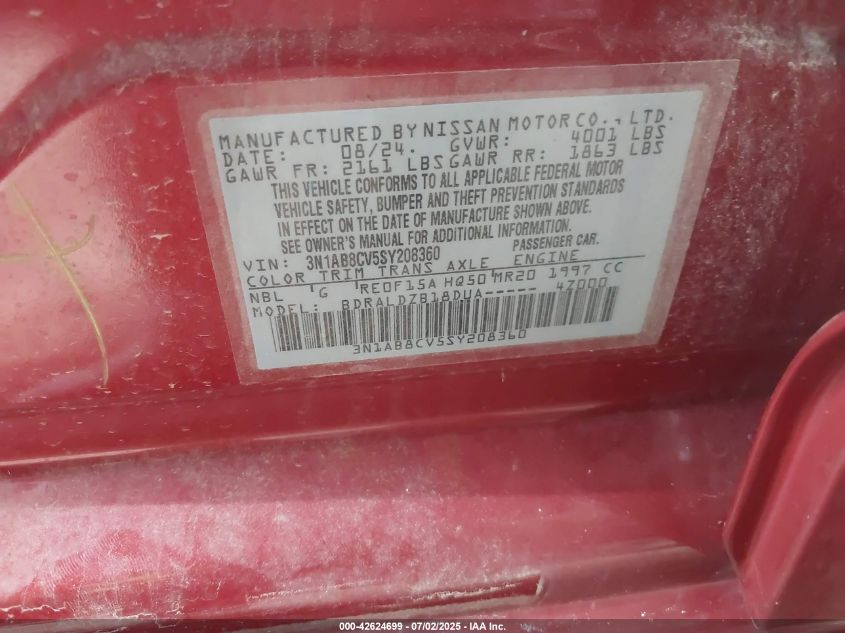 MANUFACTURED BY NISSAN MOTOR CO., LTD.
DATE: 08/24. GVWR: 4001 LBS
GAWR FR: 2161 LBS GAWR RR: 1863 LBS
THIS VEHICLE CONFORMS TO ALL APPLICABLE FEDERAL MOTOR
VEHICLE SAFETY, BUMPER AND THEFT PREVENTION STANDARDS
IN EFFECT ON THE DATE OF MANUFACTURE SHOWN ABOVE.
SEE OWNER'S MANUAL FOR ADDITIONAL INFORMATION.
VIN: 3N1AB8CV5SY208360 PASSENGER CAR.
COLOR TRIM TRANS AXLE ENGINE
NBL 'G 'RE0F15A HQ50'MR20 1997 CC
MODEL: BDRALDZB18DUA----- 4Z000
3N1AB8CV5SY208360
000-42624699 - 07/02/2025 - IAA Inc.